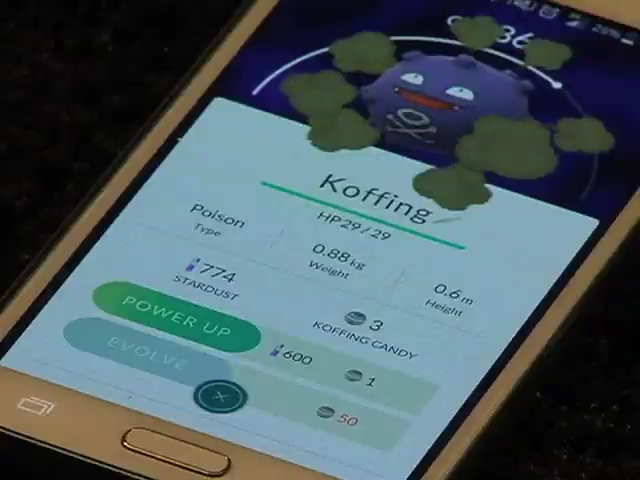 Koffing
HP 29 / 29
Poison
Type
0.88 kg
Weight
0.6 m
Height
774
STARDUST
3
KOFFING CANDY
POWER UP
600
1
EVOLVE
50